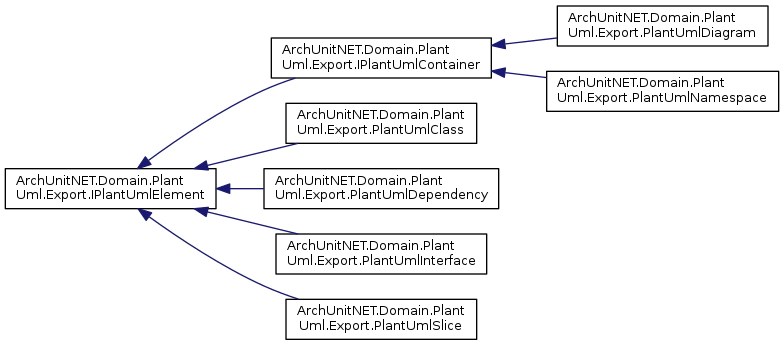 ArchUnitNET.Domain.Plant
Uml.Export.PlantUmlDiagram
ArchUnitNET.Domain.Plant
Uml.Export.IPlantUmlContainer
ArchUnitNET.Domain.Plant
Uml.Export.PlantUmlNamespace
ArchUnitNET.Domain.Plant
Uml.Export.PlantUmlClass
ArchUnitNET.Domain.Plant
Uml.Export.IPlantUmlElement
ArchUnitNET.Domain.Plant
Uml.Export.PlantUmlDependency
ArchUnitNET.Domain.Plant
Uml.Export.PlantUmlInterface
ArchUnitNET.Domain.Plant
Uml.Export.PlantUmlSlice